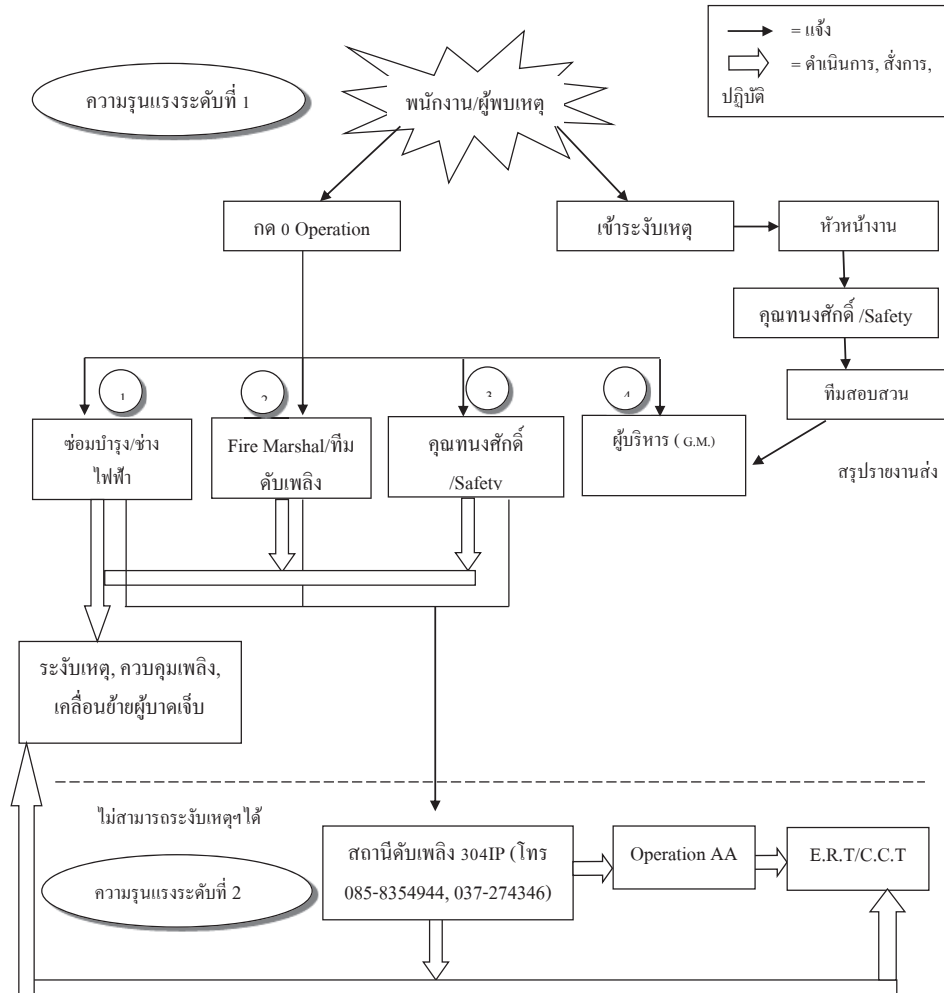 = แจ้ง
= ดำเนินการ, สั่งการ,
ปฏิบัติ
ความรุนแรงระดับที่ 1
พนักงาน/ผู้พบเหตุ
กด 0 Operation
เข้าระงับเหตุ
หัวหน้างาน
คุณทนงศักดิ์ /Safety
ทีมสอบสวน
สรุปรายงานส่ง
1
2
3
4
ซ่อมบำรุง/ช่าง
ไฟฟ้า
Fire Marshal/ทีม
ดับเพลิง
คุณทนงศักดิ์
/Safety
ผู้บริหาร ( G.M.)
ระงับเหตุ, ควบคุมเพลิง,
เคลื่อนย้ายผู้บาดเจ็บ
ไม่สามารถระงับเหตุฯได้
ความรุนแรงระดับที่ 2
สถานีดับเพลิง 304IP (โทร
085-8354944, 037-274346)
Operation AA
E.R.T/C.C.T